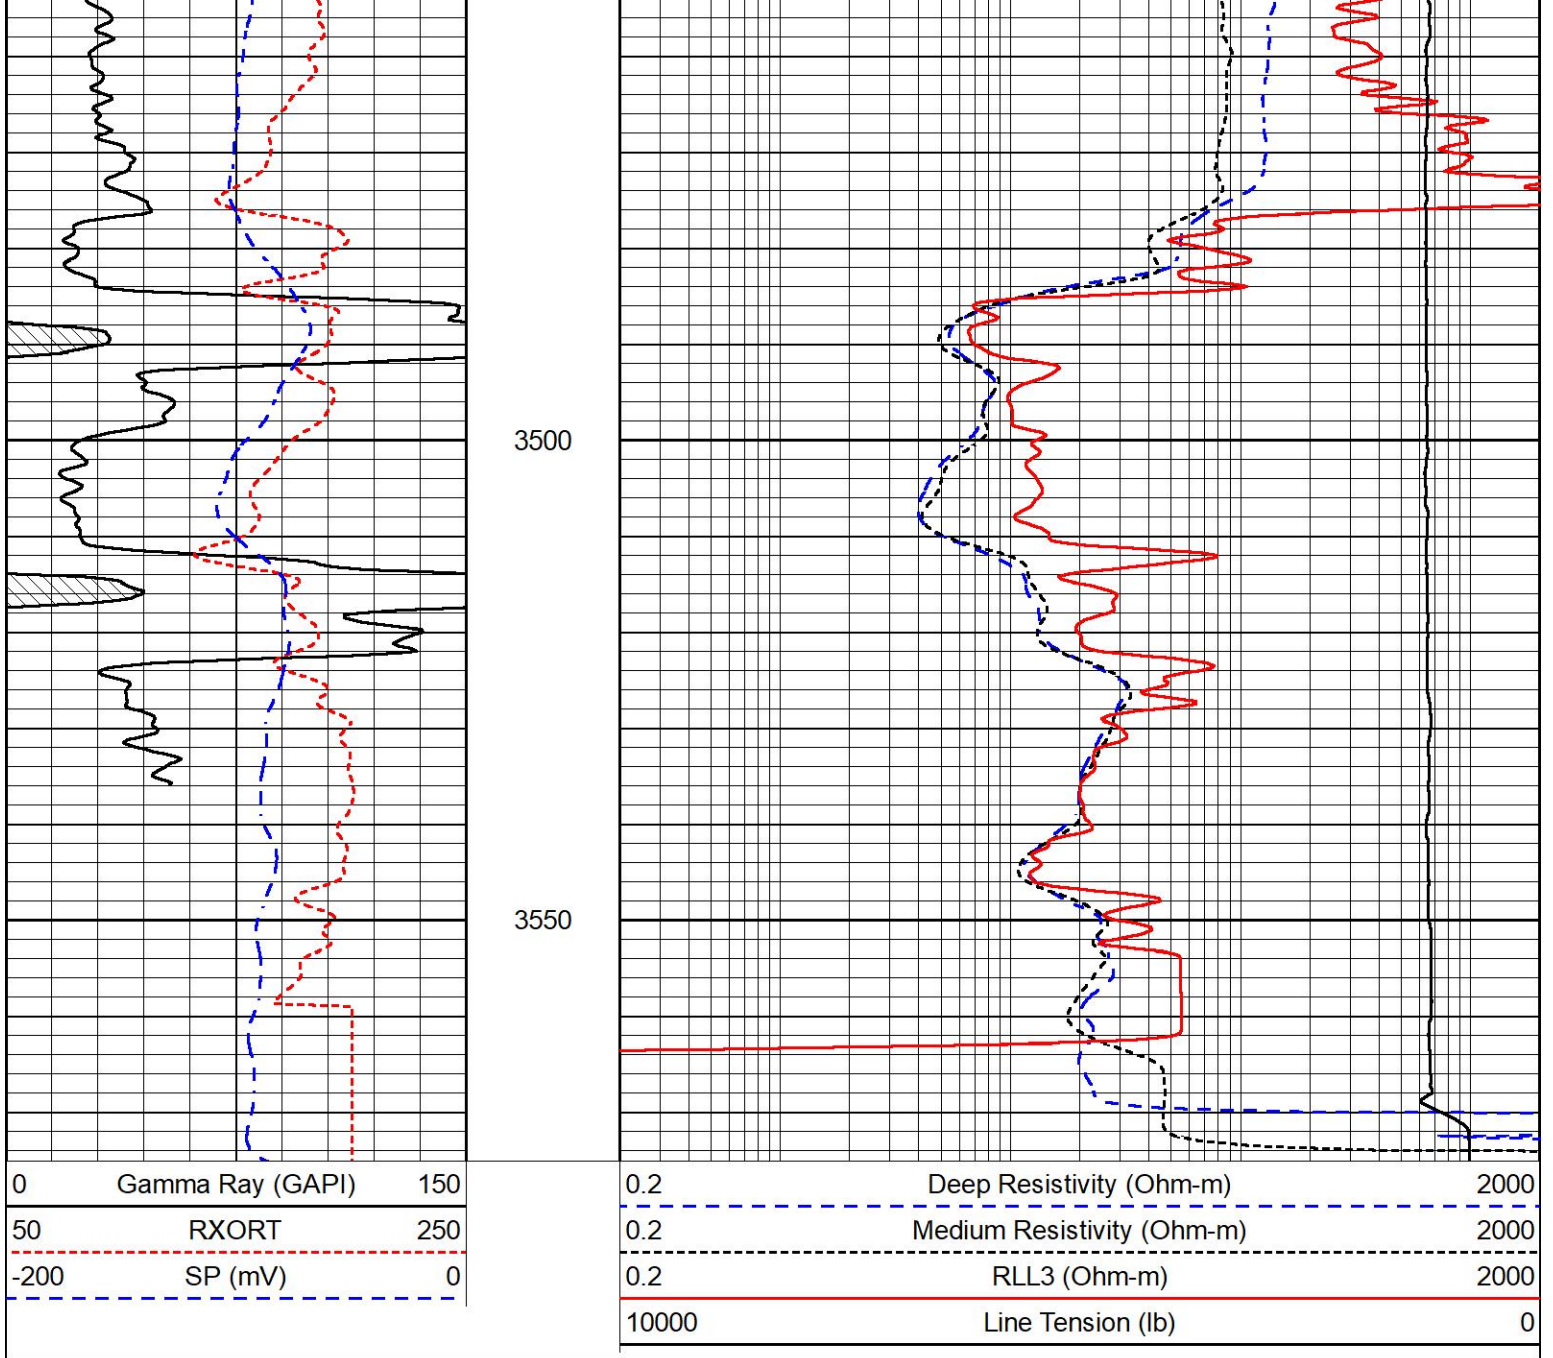 3500
3550
0 Gamma Ray (GAPI) 150
50 RXORT 250
-200 SP (mV) 0
0.2 Deep Resistivity (Ohm-m) 2000
0.2 Medium Resistivity (Ohm-m) 2000
0.2 RLL3 (Ohm-m) 2000
10000 Line Tension (lb) 0